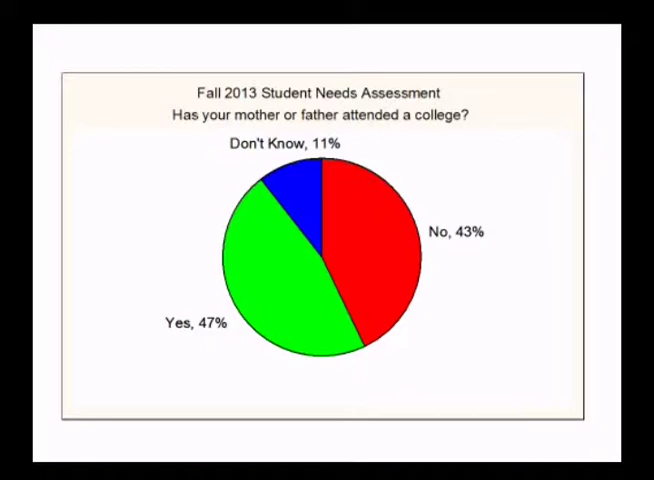 Fall 2013 Student Needs Assessment
Has your mother or father attended a college?
Don't Know, 11%
No, 43%
Yes, 47%